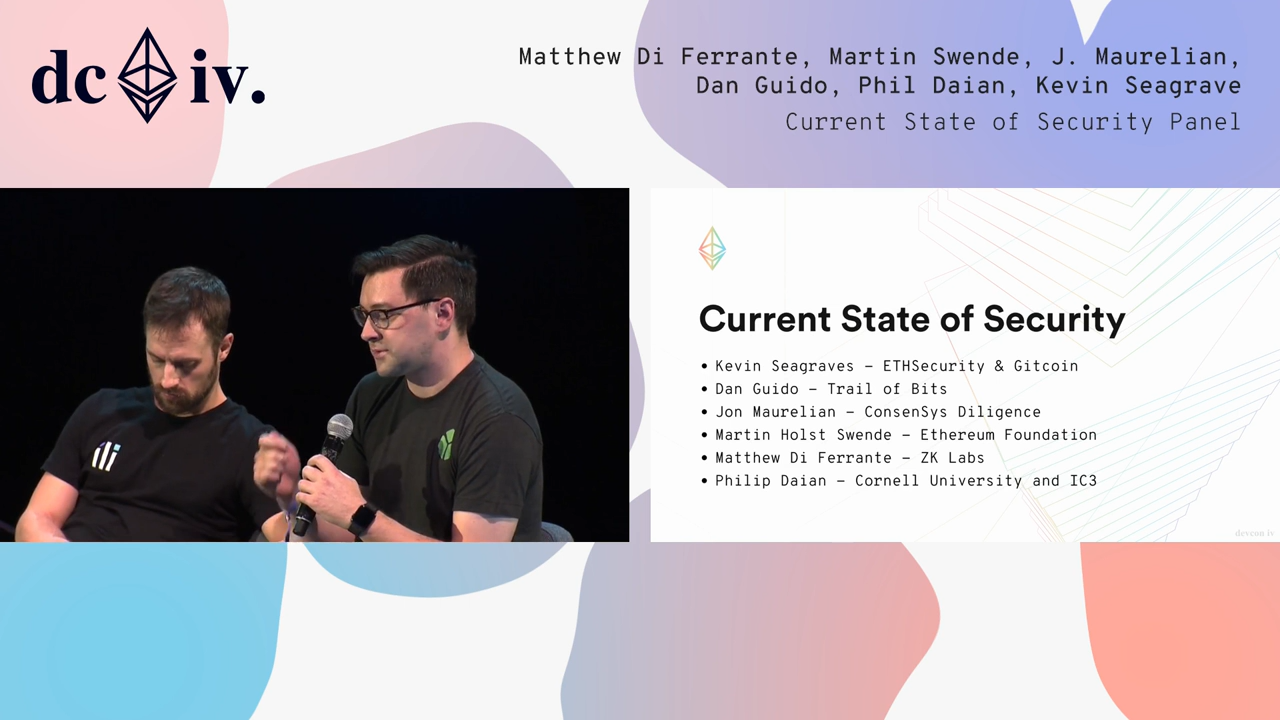 dc iv.
Matthew Di Ferrante, Martin Swende, J. Maurelian,
Dan Guido, Phil Daian, Kevin Seagrave
Current State of Security Panel
Current State of Security
• Kevin Seagraves – ETHSecurity & Gitcoin
• Dan Guido – Trail of Bits
• Jon Maurelian – ConsenSys Diligence
• Martin Holst Swende – Ethereum Foundation
• Matthew Di Ferrante – ZK Labs
• Philip Daian – Cornell University and IC3
devcon iv